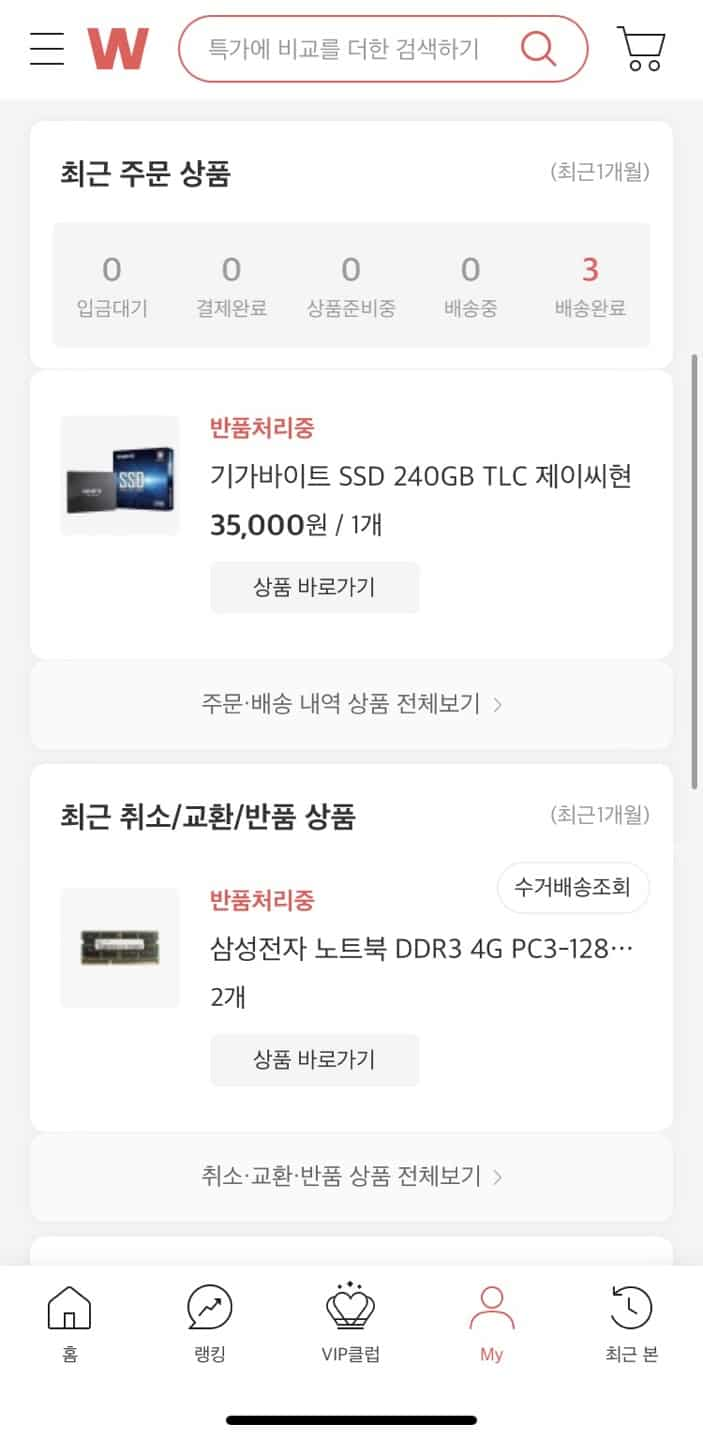 W
특가에 비교를 더한 검색하기
최근 주문 상품
(최근1개월)
0 0 0 0 3
입금대기 결제완료 상품준비중 배송중 배송완료
SSD
반품처리중
기가바이트 SSD 240GB TLC 제이씨현
35,000원 / 1개
상품 바로가기
주문·배송 내역 상품 전체보기 >
최근 취소/교환/반품 상품
(최근1개월)
수거배송조회
반품처리중
삼성전자 노트북 DDR3 4G PC3-128…
2개
상품 바로가기
취소·교환·반품 상품 전체보기 >
홈 랭킹 VIP클럽 My 최근 본